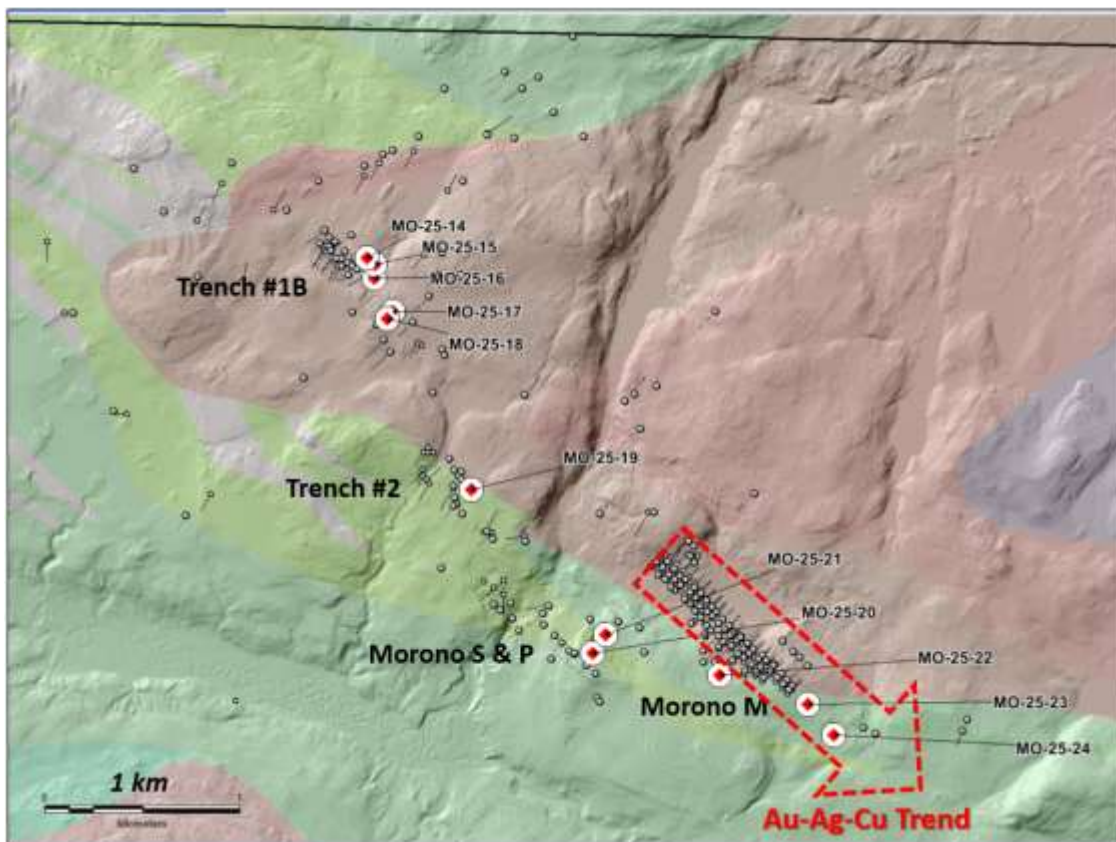 MO-25-14
MO-25-15
MO-25-16
Trench #1B
MO-25-17
MO-25-18
MO-25-19
Trench #2
MO-25-21
MO-25-20
Morono S & P
MO-25-22
Morono M
MO-25-23
MO-25-24
1 km
kilometers
Au-Ag-Cu Trend